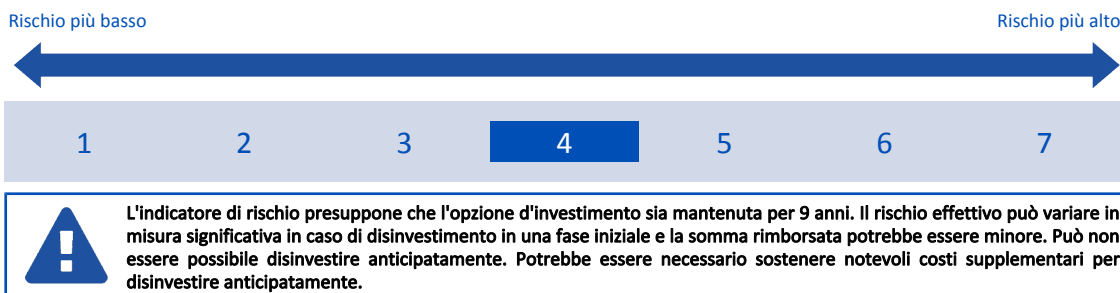 Rischio più basso Rischio più alto
1 2 3 4 5 6 7
L'indicatore di rischio presuppone che l'opzione d'investimento sia mantenuta per 9 anni. Il rischio effettivo può variare in
misura significativa in caso di disinvestimento in una fase iniziale e la somma rimborsata potrebbe essere minore. Può non
essere possibile disinvestire anticipatamente. Potrebbe essere necessario sostenere notevoli costi supplementari per
disinvestire anticipatamente.